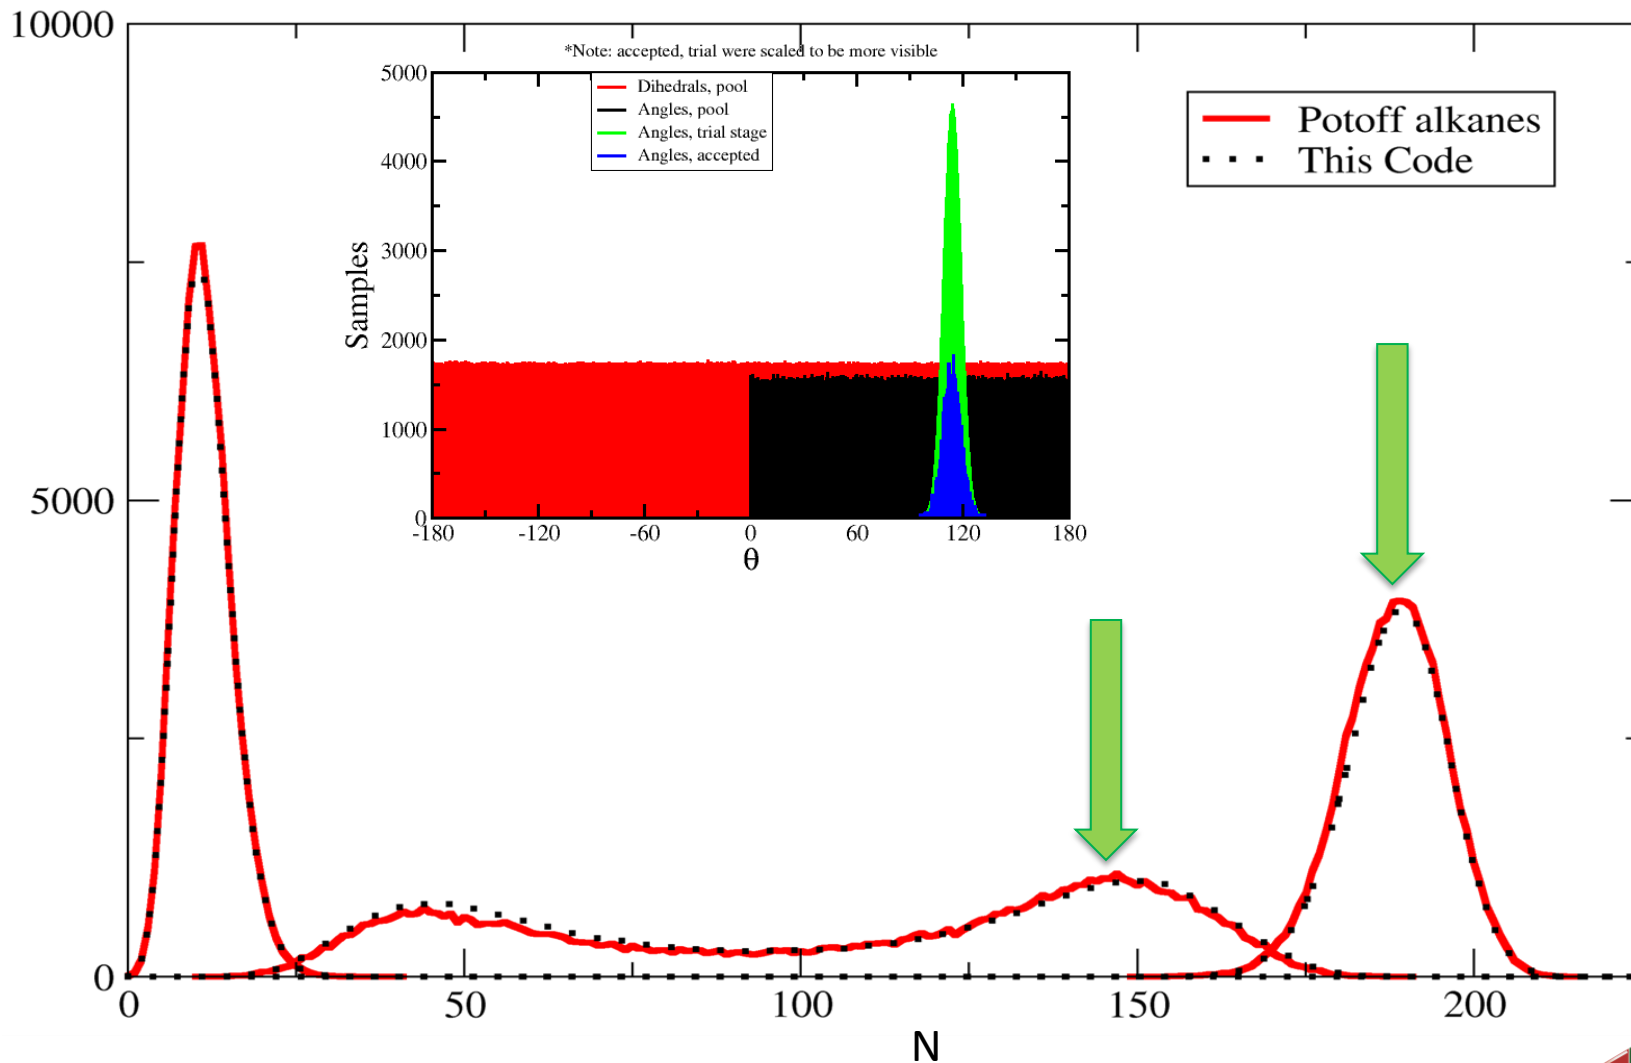 10000
5000
0
0
50
100
150
200
N
Potoff alkanes
This Code
*Note: accepted, trial were scaled to be more visible
Dihedrals, pool
Angles, pool
Angles, trial stage
Angles, accepted
Samples
5000
4000
3000
2000
1000
0
-180
-120
-60
0
60
120
180
θ